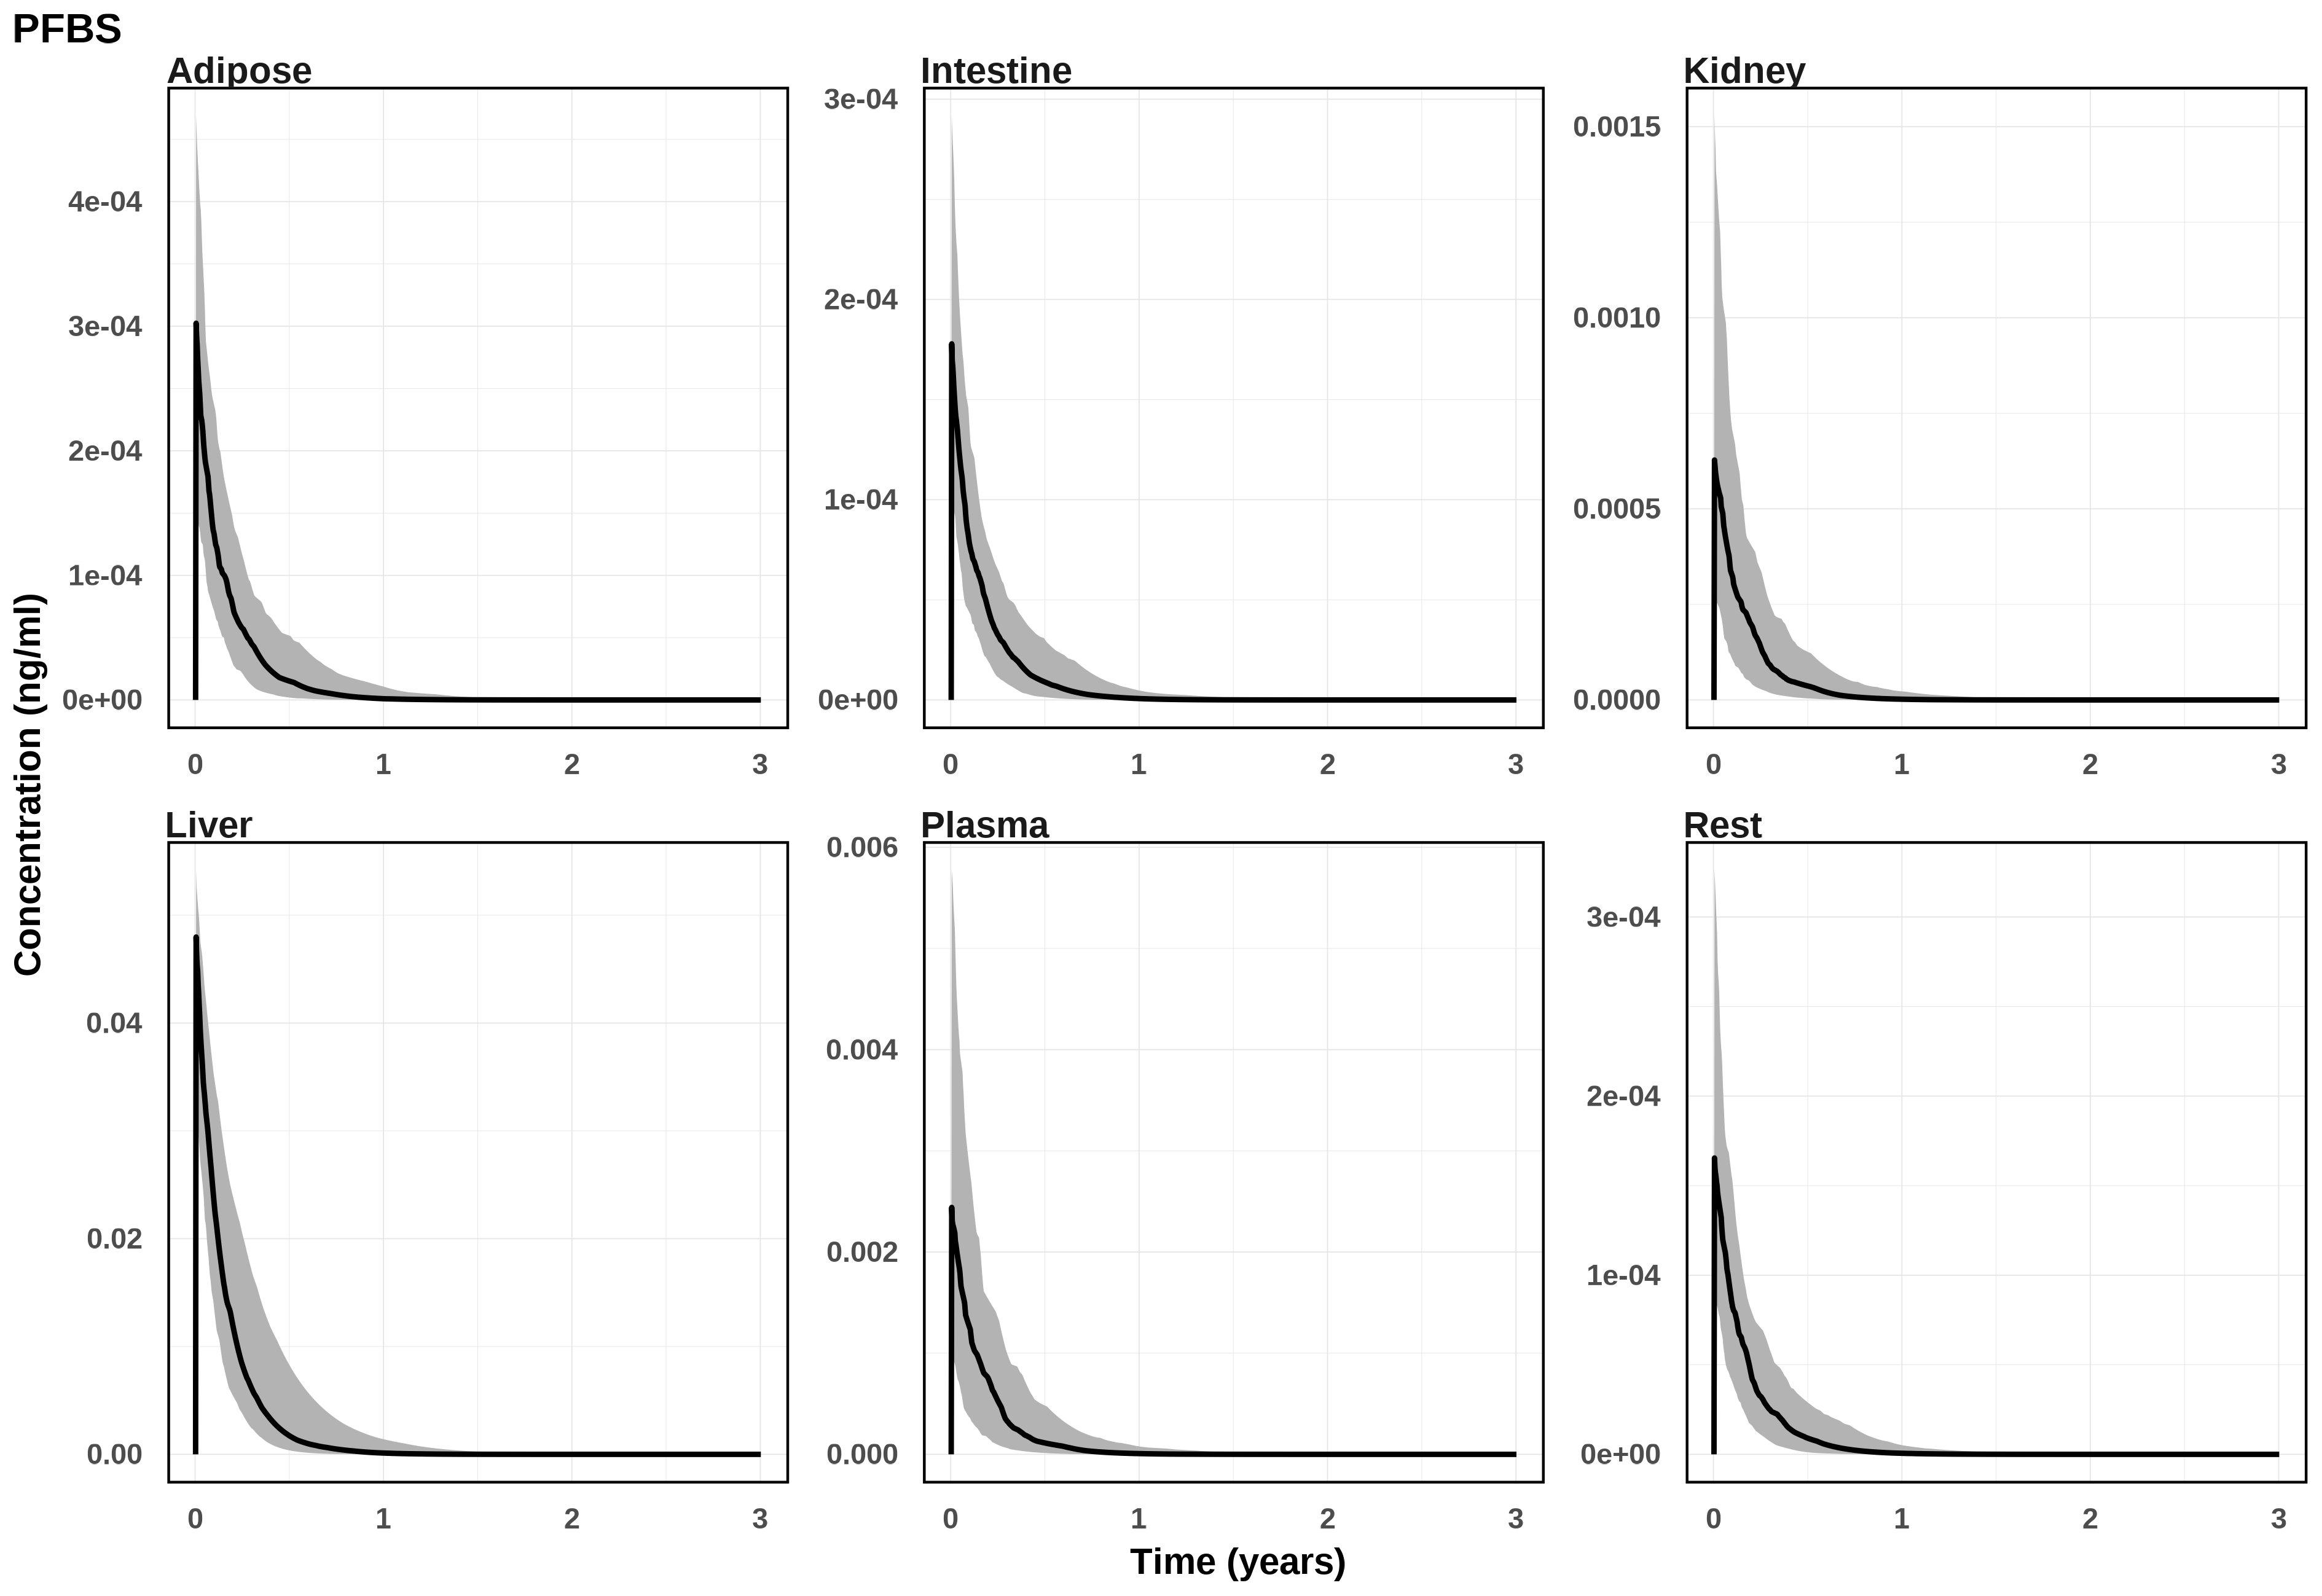 PFBS
Adipose
Intestine
Kidney
4e-04
3e-04
2e-04
1e-04
0e+00
3e-04
2e-04
1e-04
0e+00
0.0015
0.0010
0.0005
0.0000
0 1 2 3
0 1 2 3
0 1 2 3
Concentration (ng/ml)
Liver
Plasma
Rest
0.04
0.02
0.00
0.006
0.004
0.002
0.000
3e-04
2e-04
1e-04
0e+00
0 1 2 3
0 1 2 3
0 1 2 3
Time (years)